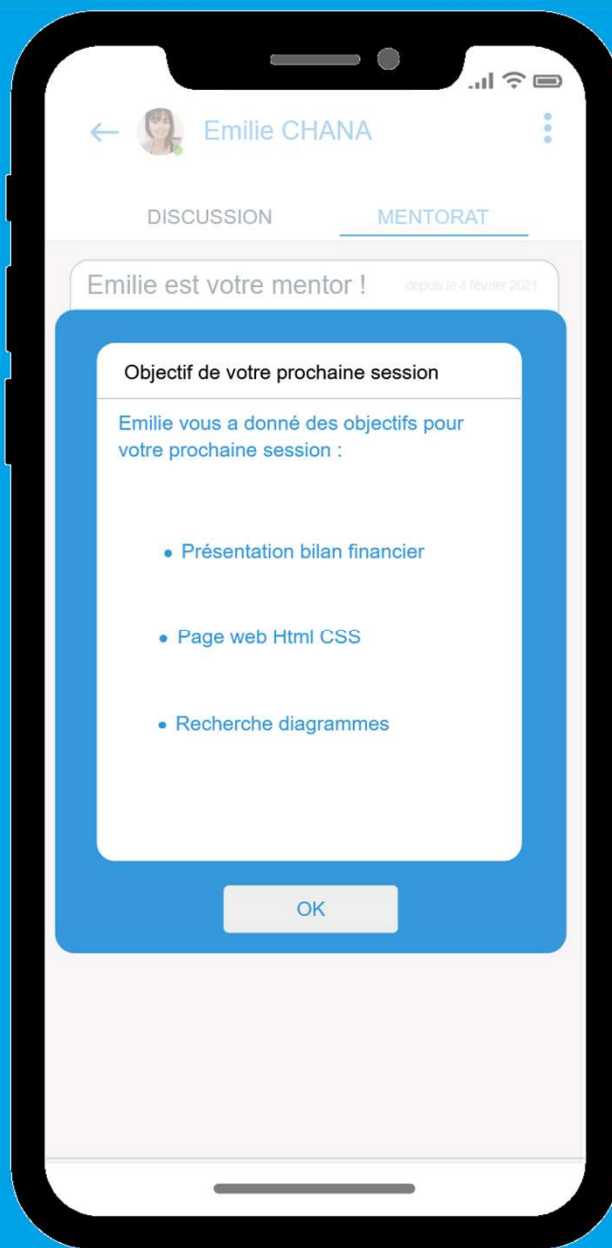 Emilie CHANA
DISCUSSION
MENTORAT
Emilie est votre mentor !
depuis le 4 février 2021
Objectif de votre prochaine session
Emilie vous a donné des objectifs pour
votre prochaine session :
• Présentation bilan financier
• Page web Html CSS
• Recherche diagrammes
OK